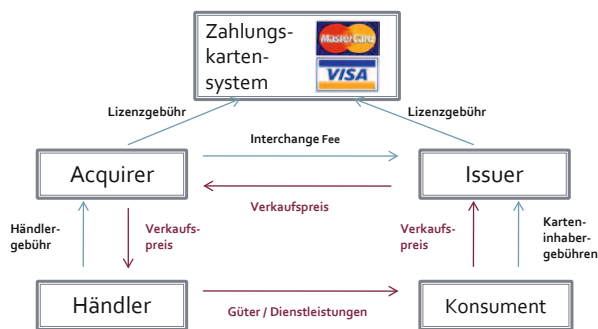 Zahlungs-
karten-
system
MasterCard
VISA
Lizenzgebühr
Lizenzgebühr
Interchange Fee
Acquirer
Issuer
Verkaufspreis
Händler-
gebühr
Verkaufs-
preis
Verkaufs-
preis
Karten-
inhaber-
gebühren
Händler
Güter / Dienstleistungen
Konsument